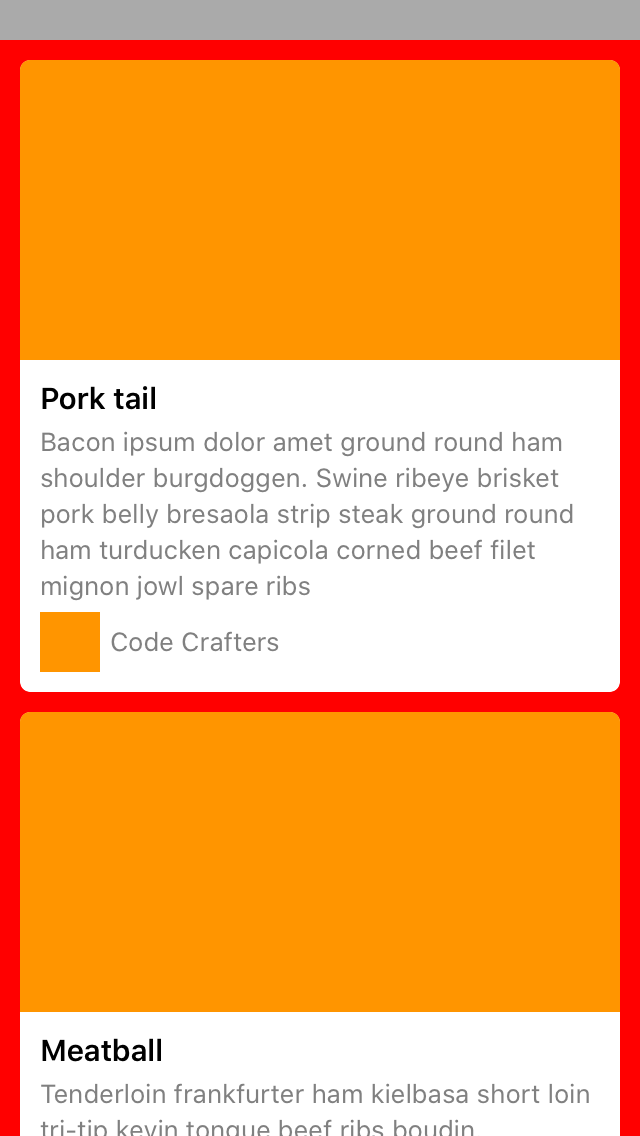 Pork tail
Bacon ipsum dolor amet ground round ham
shoulder burgdoggen. Swine ribeye brisket
pork belly bresaola strip steak ground round
ham turducken capicola corned beef filet
mignon jowl spare ribs
Code Crafters
Meatball
Tenderloin frankfurter ham kielbasa short loin
tri-tip kevin tongue beef ribs boudin